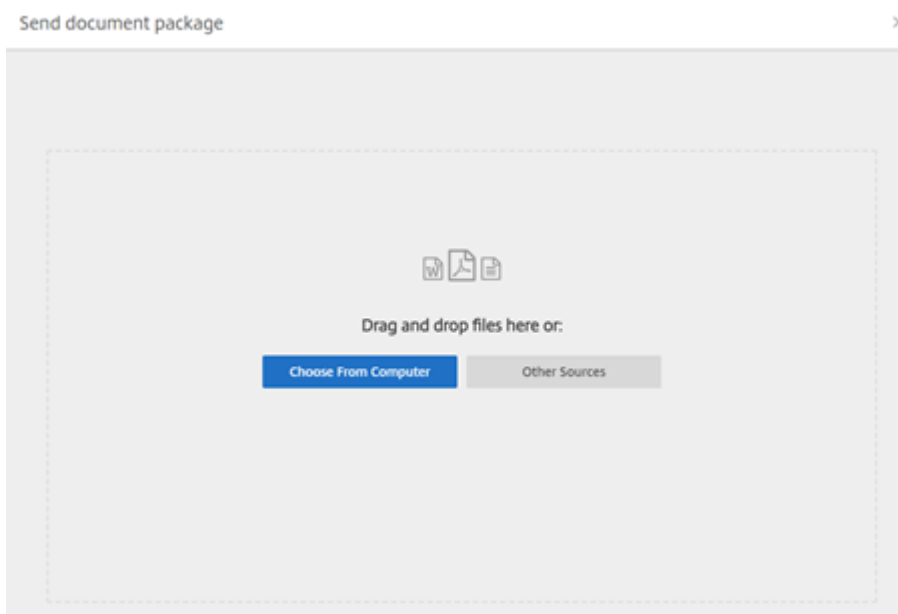 Send document package
Drag and drop files here or:
Choose From Computer
Other Sources